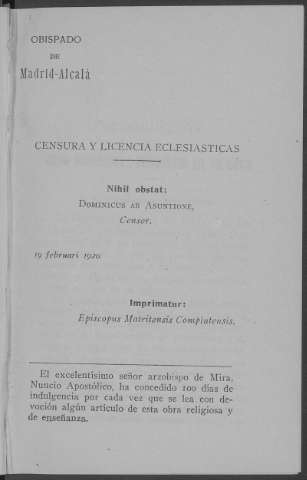 OBISPADO
DE
Madrid-Alcalá
CENSURA Y LICENCIA ECLESIASTICAS
Nihil obstat:
DOMINICUS AB ASUNTIONE,
Censor.
19 februari 1920
Imprimatur:
Episcopus Matritensis Complutensis.
El excelentísimo señor arzobispo de Mira,
Nuncio Apostólico, ha concedido 100 días de
indulgencia por cada vez que se lea con de-
voción algún artículo de esta obra religiosa y
de enseñanza.